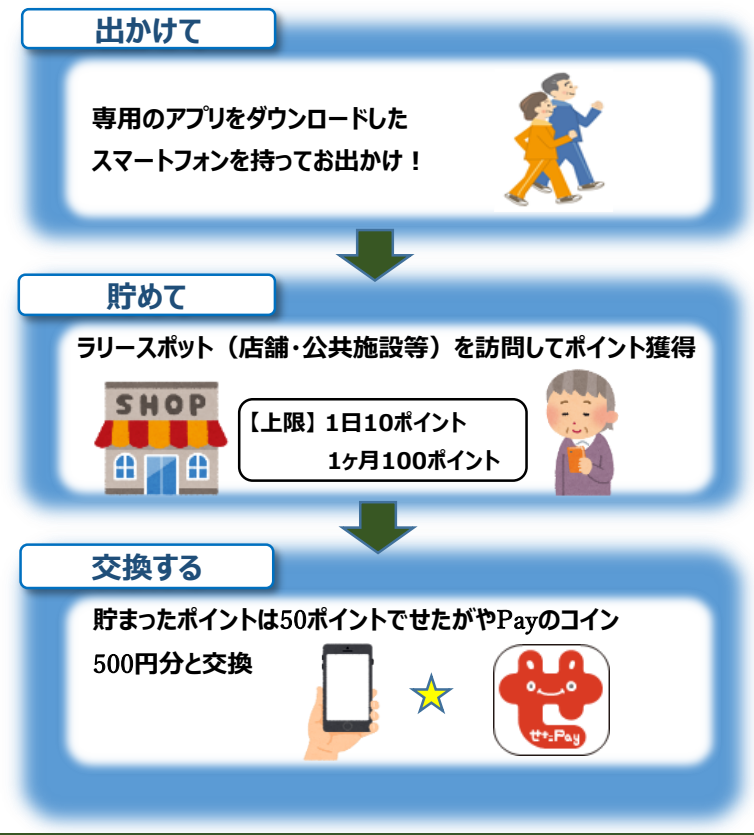 出かけて
専用のアプリをダウンロードした
スマートフォンを持ってお出かけ！
貯めて
ラリースポット（店舗・公共施設等）を訪問してポイント獲得
SHOP
【上限】1日10ポイント
1ヶ月100ポイント
交換する
貯まったポイントは50ポイントでせたがやPayのコイン
500円分と交換
せたPay